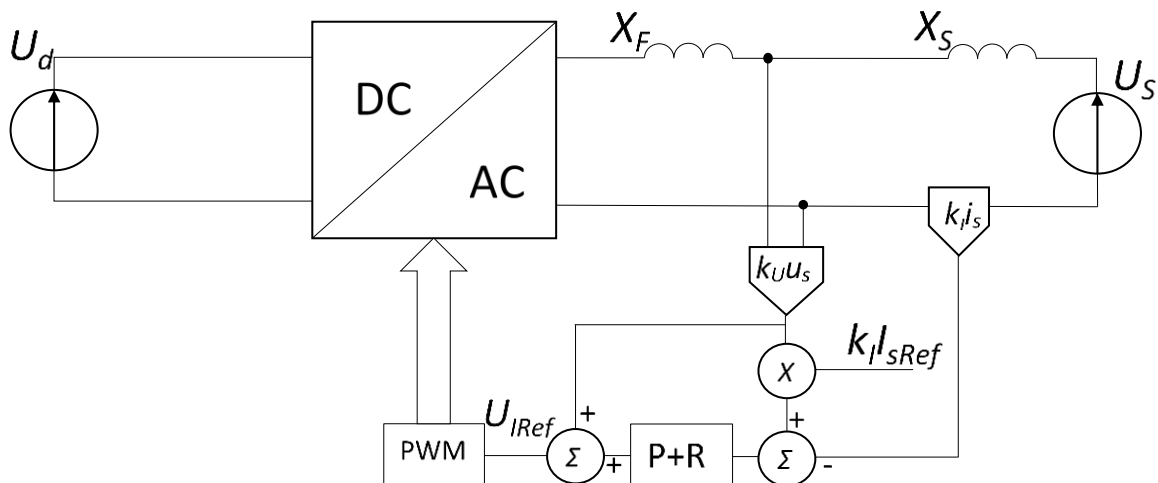 U_d
DC
AC
X_F
X_S
U_S
k_I i_s
k_U u_s
k_I I_sRef
X
+
+
U_IRef
Σ
+
P+R
Σ
-
PWM